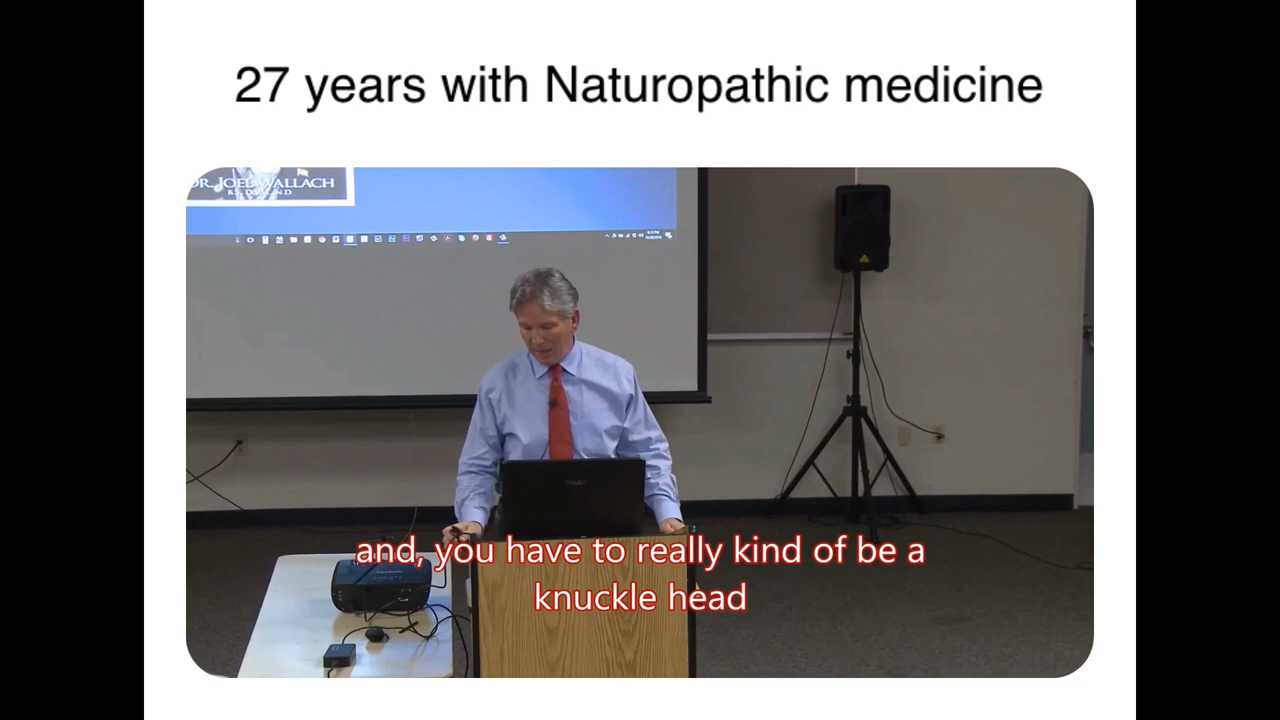 27 years with Naturopathic medicine
DR. JOEL WALLACH
and, you have to really kind of be a
knuckle head